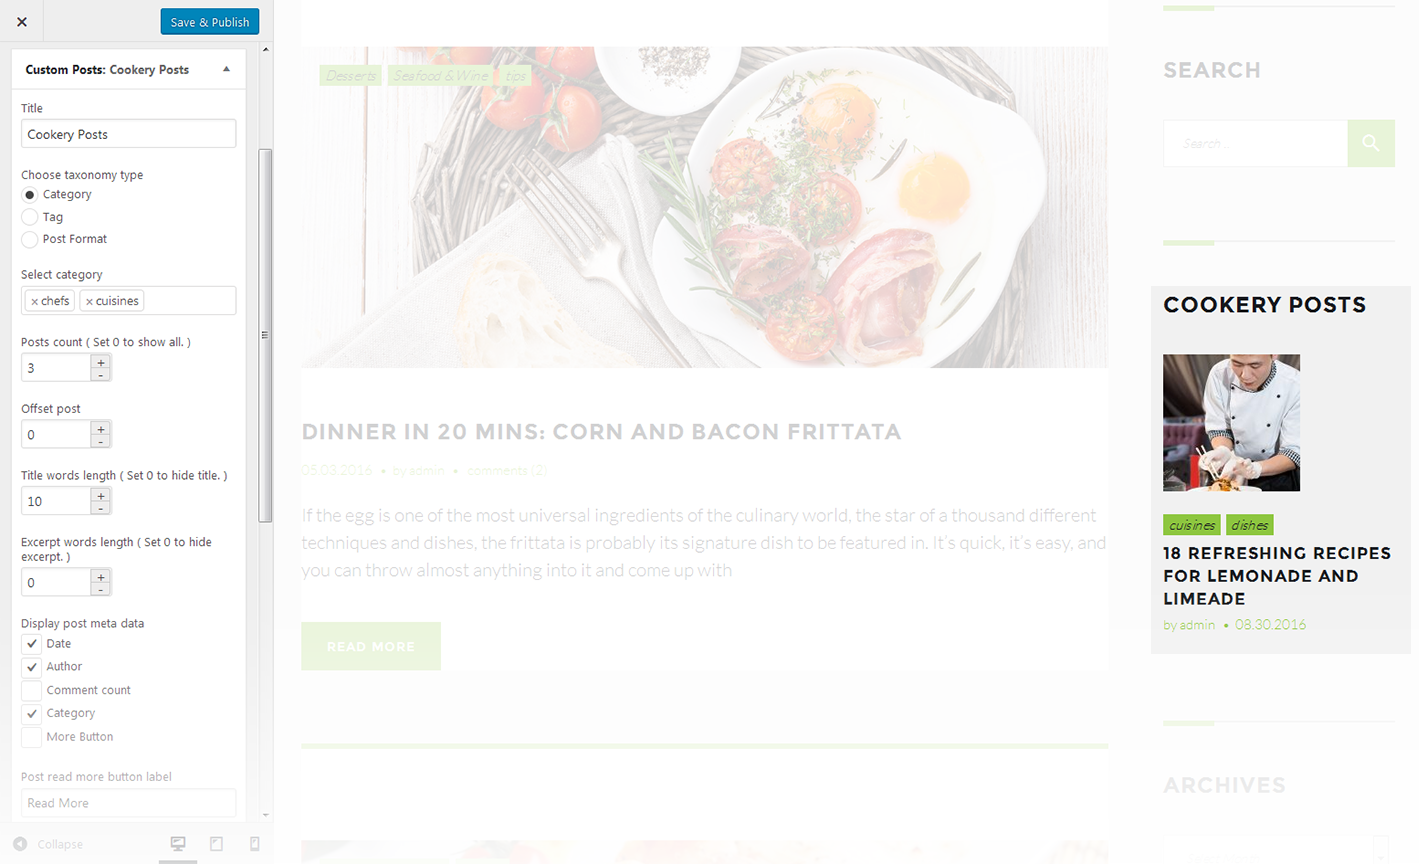 Save & Publish
Custom Posts: Cookery Posts
Title
Cookery Posts
Choose taxonomy type
Category
Tag
Post Format
Select category
× chefs × cuisines
Posts count ( Set 0 to show all. )
3
+
-
Offset post
0
+
-
Title words length ( Set 0 to hide title. )
10
+
-
Excerpt words length ( Set 0 to hide
excerpt. )
0
+
-
Display post meta data
Date
Author
Comment count
Category
More Button
Post read more button label
Read More
Collapse
Desserts Seafood & Wine tips
DINNER IN 20 MINS: CORN AND BACON FRITTATA
05.03.2016 • by admin • comments (2)
If the egg is one of the most universal ingredients of the culinary world, the star of a thousand different
techniques and dishes, the frittata is probably its signature dish to be featured in. It's quick, it's easy, and
you can throw almost anything into it and come up with
READ MORE
SEARCH
Search ...
COOKERY POSTS
cuisines dishes
18 REFRESHING RECIPES
FOR LEMONADE AND
LIMEADE
by admin • 08.30.2016
ARCHIVES